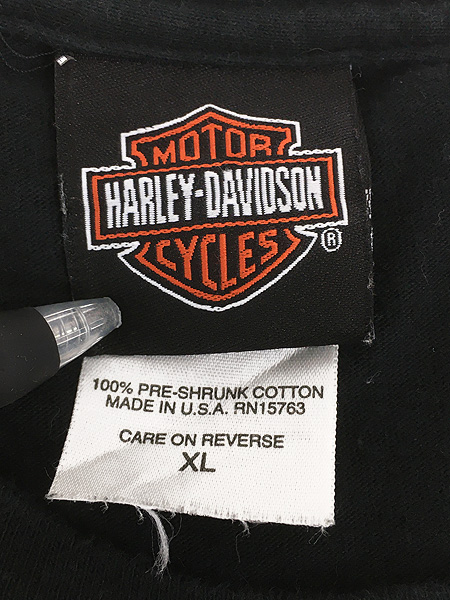 MOTOR
HARLEY-DAVIDSON
CYCLES
®
100% PRE-SHRUNK COTTON
MADE IN U.S.A. RN15763
CARE ON REVERSE
XL